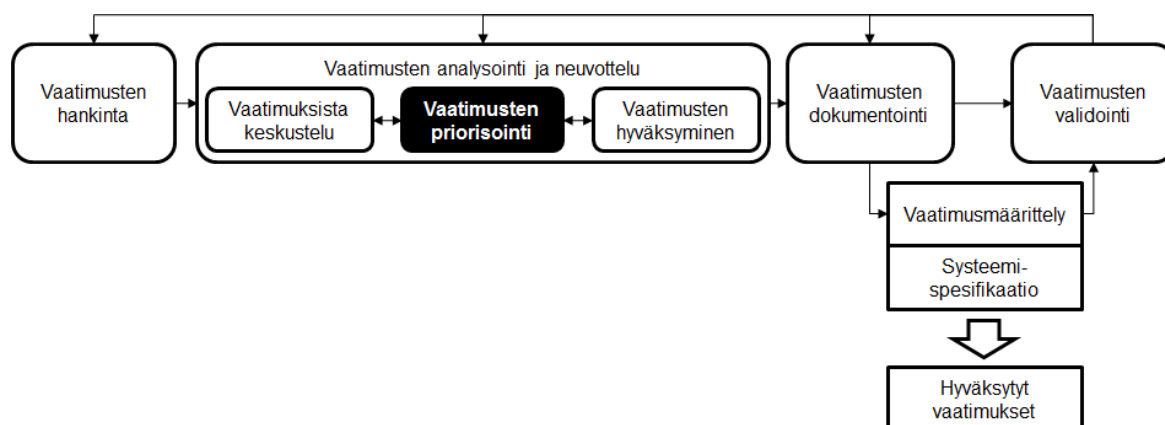 Vaatimusten analysointi ja neuvottelu
Vaatimusten
hankinta
Vaatimuksista
keskustelu
Vaatimusten
priorisointi
Vaatimusten
hyväksyminen
Vaatimusten
dokumentointi
Vaatimusten
validointi
Vaatimusmäärittely
Systeemi-
spesifikaatio
Hyväksytyt
vaatimukset